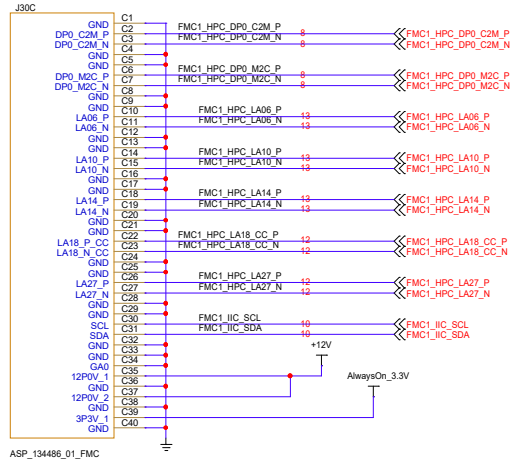 J30C
GND C1
DP0_C2M_P C2 FMC1_HPC_DP0_C2M_P 8 FMC1_HPC_DP0_C2M_P
DP0_C2M_N C3 FMC1_HPC_DP0_C2M_N 8 FMC1_HPC_DP0_C2M_N
GND C4
GND C5
DP0_M2C_P C6 FMC1_HPC_DP0_M2C_P 8 FMC1_HPC_DP0_M2C_P
DP0_M2C_N C7 FMC1_HPC_DP0_M2C_N 8 FMC1_HPC_DP0_M2C_N
GND C8
GND C9
LA06_P C10 FMC1_HPC_LA06_P 13 FMC1_HPC_LA06_P
LA06_N C11 FMC1_HPC_LA06_N 13 FMC1_HPC_LA06_N
GND C12
GND C13
LA10_P C14 FMC1_HPC_LA10_P 13 FMC1_HPC_LA10_P
LA10_N C15 FMC1_HPC_LA10_N 13 FMC1_HPC_LA10_N
GND C16
GND C17
LA14_P C18 FMC1_HPC_LA14_P 13 FMC1_HPC_LA14_P
LA14_N C19 FMC1_HPC_LA14_N 13 FMC1_HPC_LA14_N
GND C20
GND C21
LA18_P_CC C22 FMC1_HPC_LA18_CC_P 12 FMC1_HPC_LA18_CC_P
LA18_N_CC C23 FMC1_HPC_LA18_CC_N 12 FMC1_HPC_LA18_CC_N
GND C24
GND C25
LA27_P C26 FMC1_HPC_LA27_P 12 FMC1_HPC_LA27_P
LA27_N C27 FMC1_HPC_LA27_N 12 FMC1_HPC_LA27_N
GND C28
GND C29
SCL C30 FMC1_IIC_SCL 10 FMC1_IIC_SCL
SDA C31 FMC1_IIC_SDA 10 FMC1_IIC_SDA
GND C32
GND C33
GA0 C34
+12V
12P0V_1 C35
GND C36
12P0V_2 C37
AlwaysOn_3.3V
GND C38
3P3V_1 C39
GND C40
ASP_134486_01_FMC